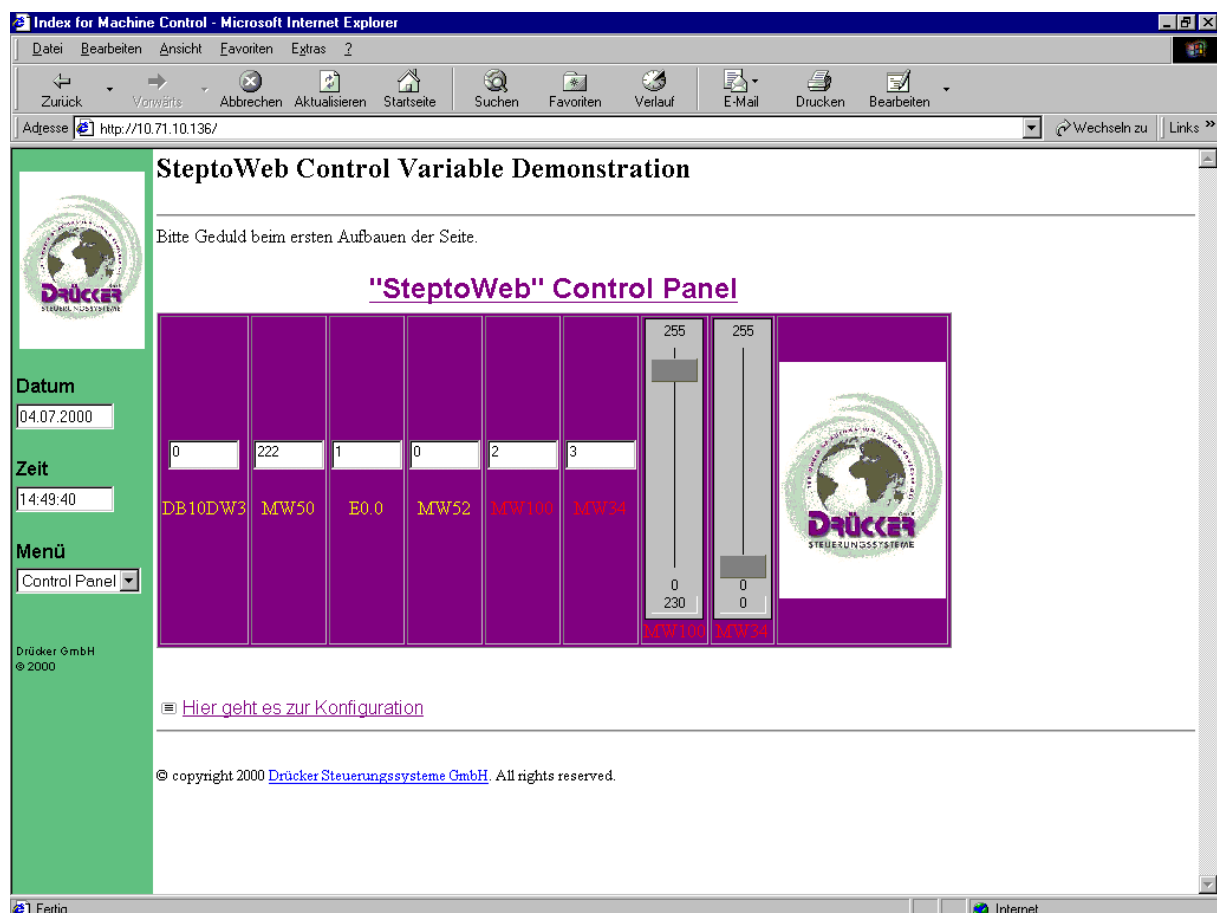 Index for Machine Control - Microsoft Internet Explorer
Datei Bearbeiten Ansicht Favoriten Extras ?
Zurück Vorwärts Abbrechen Aktualisieren Startseite Suchen Favoriten Verlauf E-Mail Drucken Bearbeiten
Adresse http://10.71.10.136/ Wechseln zu Links »
SteptoWeb Control Variable Demonstration
Bitte Geduld beim ersten Aufbauen der Seite.
"SteptoWeb" Control Panel
DRÜCKER
STEUERUNGSSYSTEME
Datum
04.07.2000
Zeit
14:49:40
Menü
Control Panel
Drücker GmbH
© 2000
255 255
0 222 1 0 2 3
DB10DW3 MW50 E0.0 MW52 MW100 MW34
0 0
230 0
MW100 MW34
DRÜCKER
STEUERUNGSSYSTEME
Hier geht es zur Konfiguration
© copyright 2000 Drücker Steuerungssysteme GmbH. All rights reserved.
Fertig Internet